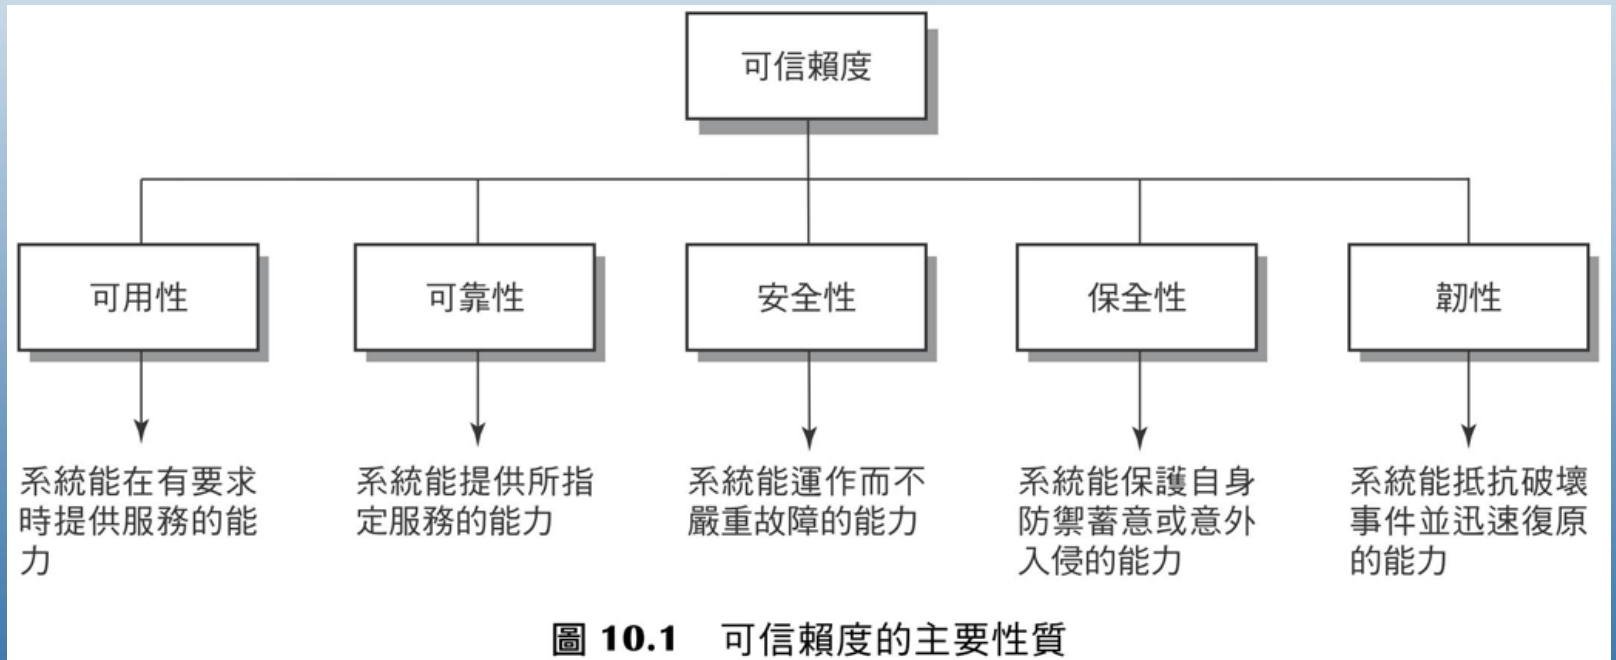 可信賴度
可用性
可靠性
安全性
保全性
韌性
系統能在有要求
時提供服務的能
力
系統能提供所指
定服務的能力
系統能運作而不
嚴重故障的能力
系統能保護自身
防禦蓄意或意外
入侵的能力
系統能抵抗破壞
事件並迅速復原
的能力
圖 10.1 可信賴度的主要性質